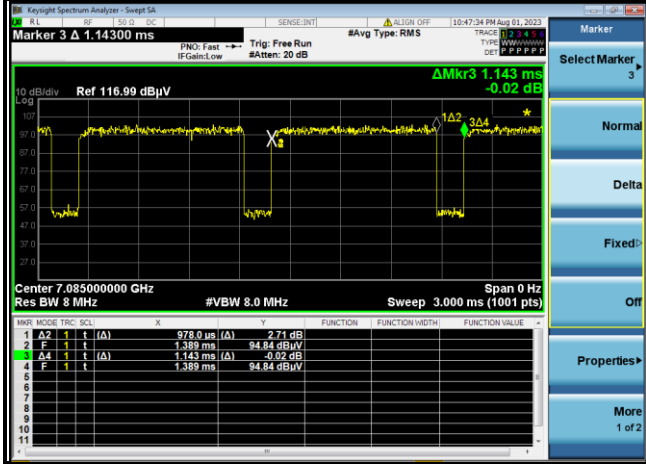 Keysight Spectrum Analyzer - Swept SA
RL RF 50 Ω DC SENSE:INT ALIGN OFF 10:47:34 PM Aug 01, 2023
Marker 3 Δ 1.14300 ms
#Avg Type: RMS
TRACE 1 2 3 4 5 6
TYPE WWWWWW
DET P P P P P P
PNO: Fast
IFGain:Low
Trig: Free Run
#Atten: 20 dB
ΔMkr3 1.143 ms
-0.02 dB
10 dB/div Ref 116.99 dBµV
Log
107
97.0
87.0
77.0
67.0
57.0
47.0
37.0
27.0
1Δ2
3Δ4
Center 7.085000000 GHz Span 0 Hz
Res BW 8 MHz #VBW 8.0 MHz Sweep 3.000 ms (1001 pts)
MKR MODE TRC SCL X Y FUNCTION FUNCTION WIDTH FUNCTION VALUE
1 Δ2 1 t (Δ) 978.0 µs (Δ) 2.71 dB
2 F 1 t 1.389 ms 94.84 dBµV
3 Δ4 1 t (Δ) 1.143 ms (Δ) -0.02 dB
4 F 1 t 1.389 ms 94.84 dBµV
5
6
7
8
9
10
11
Marker
Select Marker
3
Normal
Delta
Fixed
Off
Properties
More
1 of 2